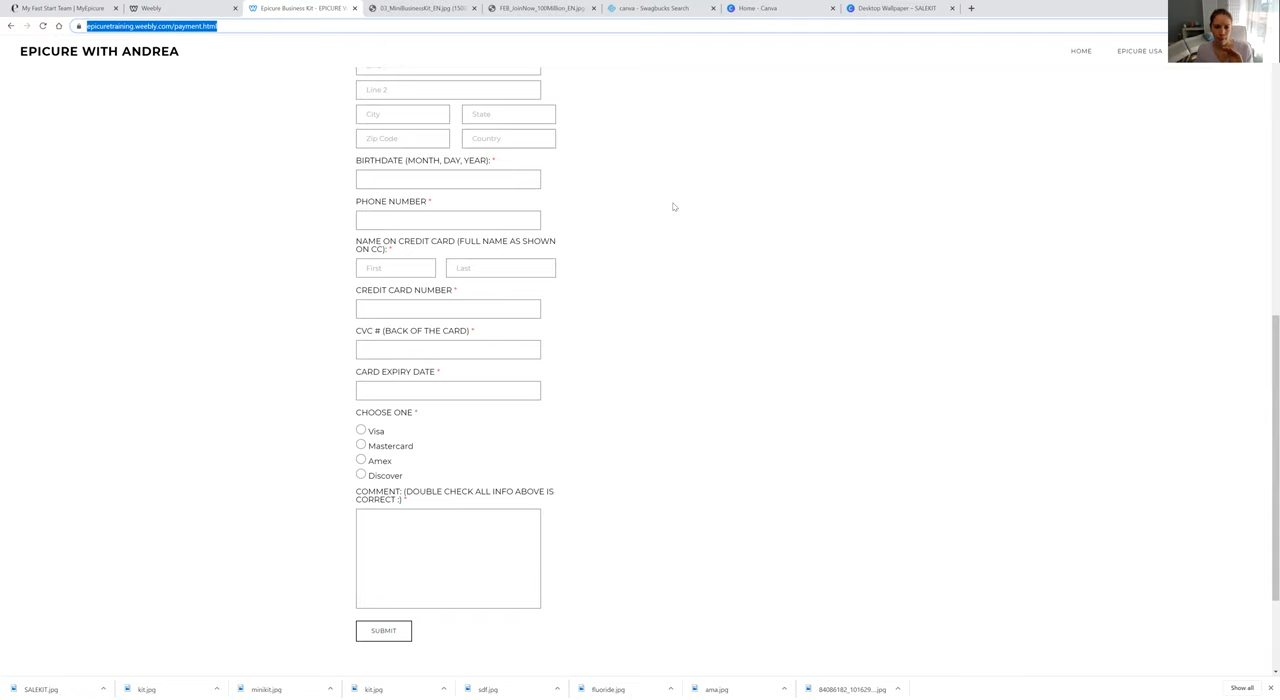 My Fast Start Team | MyEpicure
Weebly
Epicure Business Kit - EPICURE V
03_MiniBusinessKit_EN.jpg (150
FEB_JoinNow_100Million_EN.jpg
canva - Swagbucks Search
Home - Canva
Desktop Wallpaper – SALEKIT
epicuretraining.weebly.com/payment.html
EPICURE WITH ANDREA
HOME
EPICURE USA
Line 2
City
State
Zip Code
Country
BIRTHDATE (MONTH, DAY, YEAR): *
PHONE NUMBER *
NAME ON CREDIT CARD (FULL NAME AS SHOWN
ON CC): *
First
Last
CREDIT CARD NUMBER *
CVC # (BACK OF THE CARD) *
CARD EXPIRY DATE *
CHOOSE ONE *
Visa
Mastercard
Amex
Discover
COMMENT: (DOUBLE CHECK ALL INFO ABOVE IS
CORRECT :) *
SUBMIT
SALEKIT.jpg
kit.jpg
minikit.jpg
kit.jpg
sdf.jpg
fluoride.jpg
ama.jpg
84086182_101629....jpg
Show all